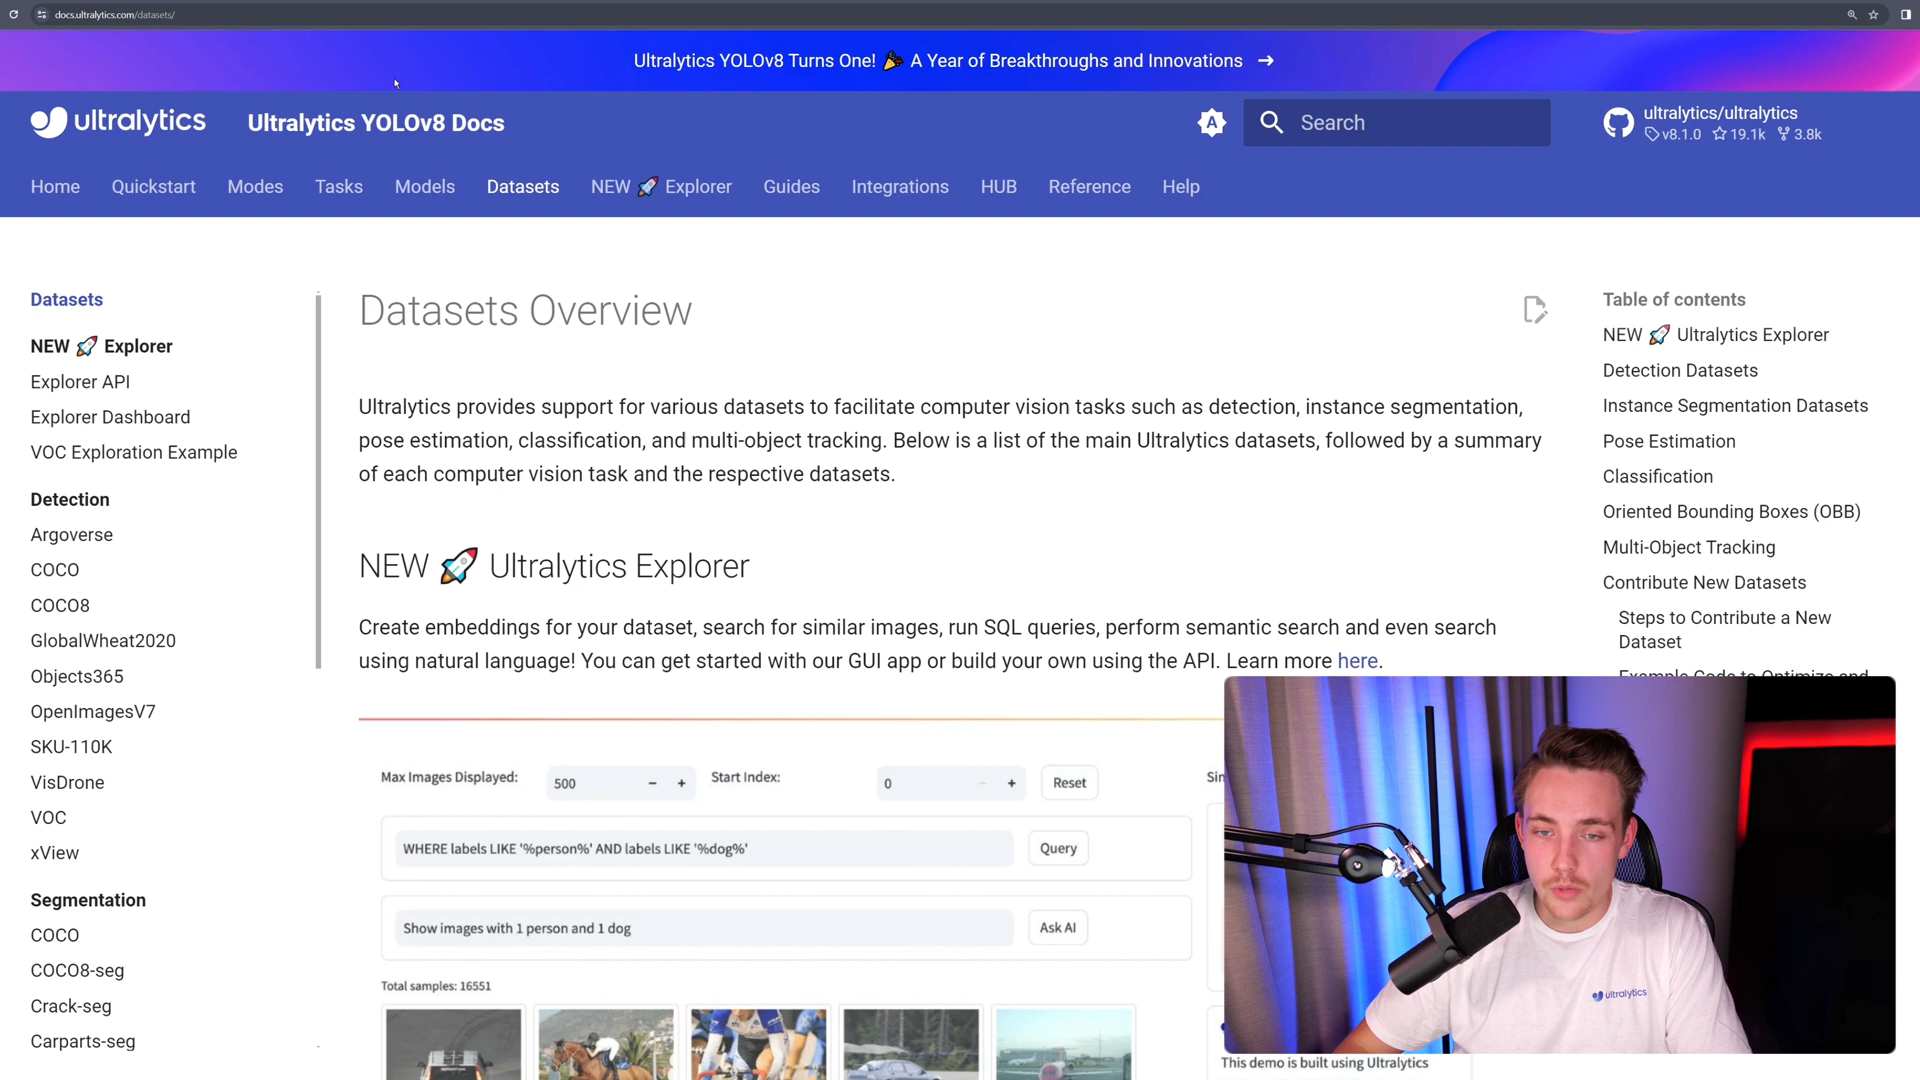 docs.ultralytics.com/datasets/
Ultralytics YOLOv8 Turns One! 🎉 A Year of Breakthroughs and Innovations →
ultralytics
Ultralytics YOLOv8 Docs
A
Search
ultralytics/ultralytics
v8.1.0 19.1k 3.8k
Home Quickstart Modes Tasks Models Datasets NEW 🚀 Explorer Guides Integrations HUB Reference Help
Datasets
NEW 🚀 Explorer
Explorer API
Explorer Dashboard
VOC Exploration Example
Detection
Argoverse
COCO
COCO8
GlobalWheat2020
Objects365
OpenImagesV7
SKU-110K
VisDrone
VOC
xView
Segmentation
COCO
COCO8-seg
Crack-seg
Carparts-seg
Datasets Overview
Ultralytics provides support for various datasets to facilitate computer vision tasks such as detection, instance segmentation,
pose estimation, classification, and multi-object tracking. Below is a list of the main Ultralytics datasets, followed by a summary
of each computer vision task and the respective datasets.
NEW 🚀 Ultralytics Explorer
Create embeddings for your dataset, search for similar images, run SQL queries, perform semantic search and even search
using natural language! You can get started with our GUI app or build your own using the API. Learn more here.
Max Images Displayed: 500 - + Start Index: 0 - + Reset
WHERE labels LIKE '%person%' AND labels LIKE '%dog%' Query
Show images with 1 person and 1 dog Ask AI
Total samples: 16551
This demo is built using Ultralytics
Table of contents
NEW 🚀 Ultralytics Explorer
Detection Datasets
Instance Segmentation Datasets
Pose Estimation
Classification
Oriented Bounding Boxes (OBB)
Multi-Object Tracking
Contribute New Datasets
Steps to Contribute a New
Dataset
Example Code to Optimize and
ultralytics